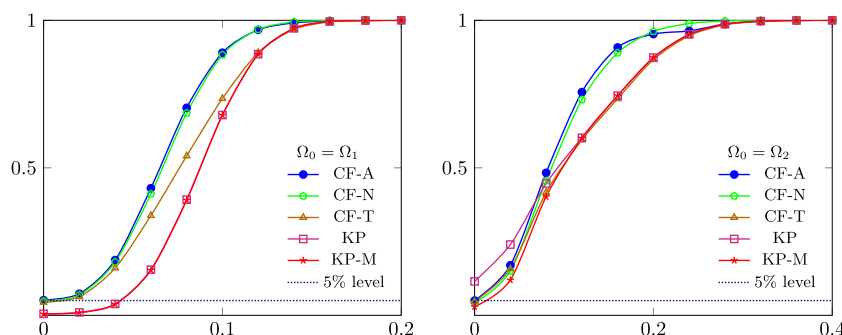 1
0.5
0
0.1
0.2
Ω₀ = Ω₁
CF-A
CF-N
CF-T
KP
KP-M
5% level
1
0.5
0
0.2
0.4
Ω₀ = Ω₂
CF-A
CF-N
CF-T
KP
KP-M
5% level